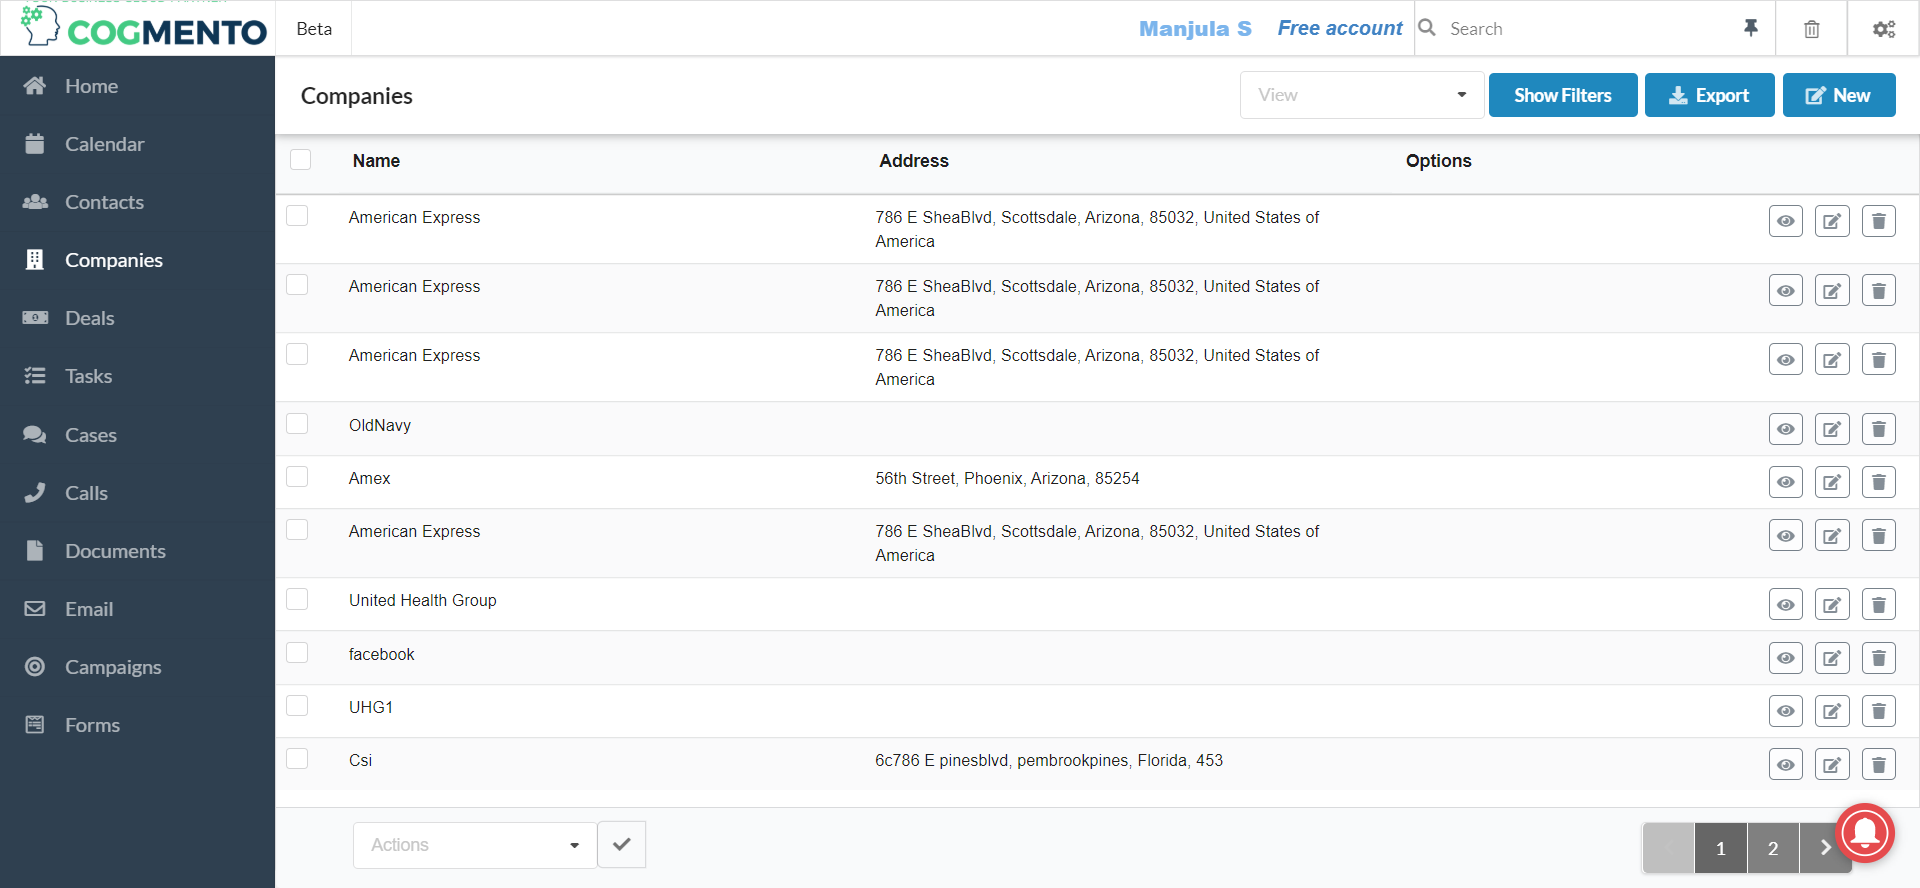 COGMENTO
Beta
Manjula S
Free account
Search
Home
Calendar
Contacts
Companies
Deals
Tasks
Cases
Calls
Documents
Email
Campaigns
Forms
Companies
View
Show Filters
Export
New
Name
Address
Options
American Express
786 E SheaBlvd, Scottsdale, Arizona, 85032, United States of
America
American Express
786 E SheaBlvd, Scottsdale, Arizona, 85032, United States of
America
American Express
786 E SheaBlvd, Scottsdale, Arizona, 85032, United States of
America
OldNavy
Amex
56th Street, Phoenix, Arizona, 85254
American Express
786 E SheaBlvd, Scottsdale, Arizona, 85032, United States of
America
United Health Group
facebook
UHG1
Csi
6c786 E pinesblvd, pembrookpines, Florida, 453
Actions
1
2